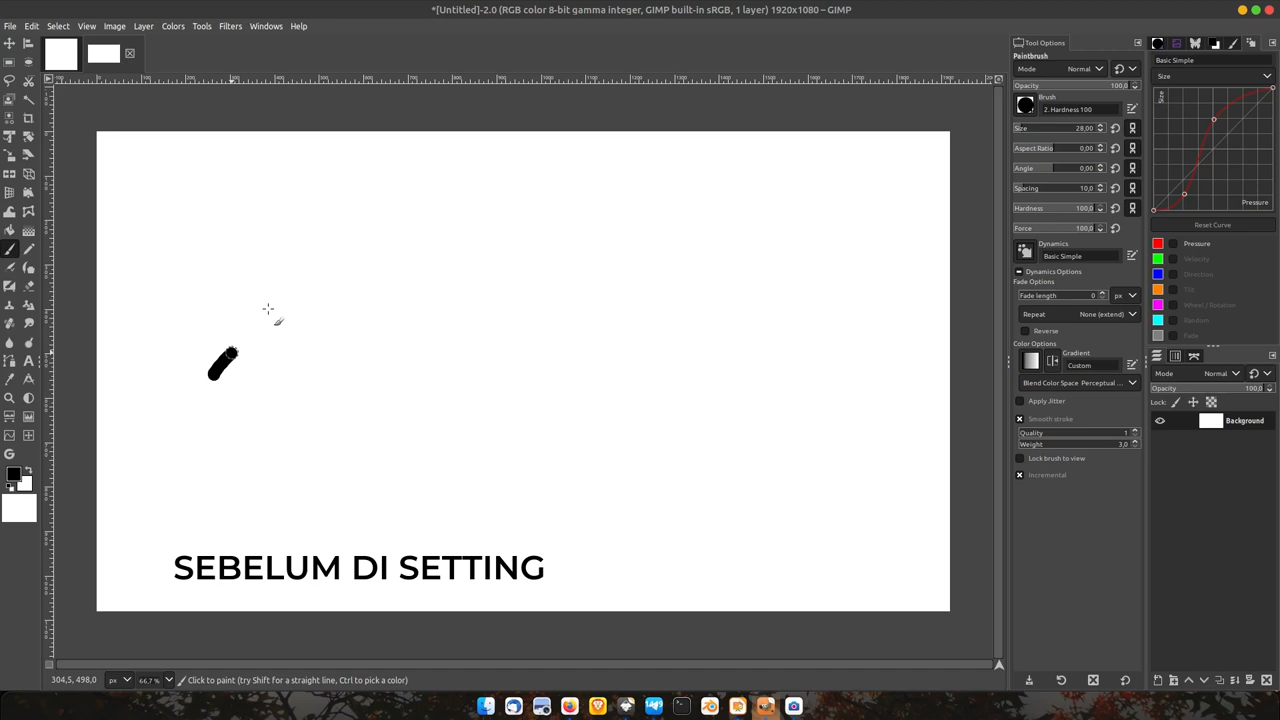 *[Untitled]-2.0 (RGB color 8-bit gamma integer, GIMP built-in sRGB, 1 layer) 1920x1080 – GIMP
File Edit Select View Image Layer Colors Tools Filters Windows Help
Tool Options
Paintbrush
Mode Normal
Opacity 100,0
Brush
2. Hardness 100
Size 28,00
Aspect Ratio 0,00
Angle 0,00
Spacing 10,0
Hardness 100,0
Force 100,0
Dynamics
Basic Simple
Dynamics Options
Fade Options
Fade length 0 px
Repeat None (extend)
Reverse
Color Options
Gradient
Custom
Blend Color Space Perceptual ...
Apply Jitter
Smooth stroke
Quality 1
Weight 3,0
Lock brush to view
Incremental
Basic Simple
Size
Size
Pressure
Reset Curve
Pressure
Velocity
Direction
Tilt
Wheel / Rotation
Random
Fade
Mode Normal
Opacity 100,0
Lock:
Background
SEBELUM DI SETTING
304,5, 498,0 px 66,7 % Click to paint (try Shift for a straight line, Ctrl to pick a color)